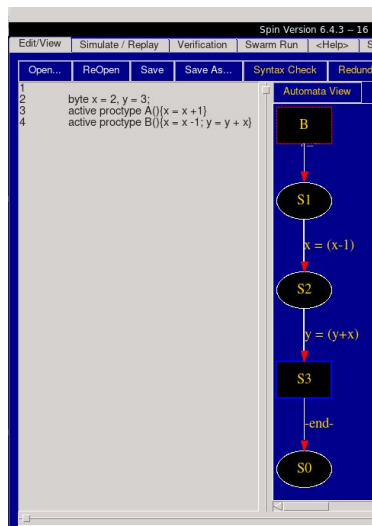 Spin Version 6.4.3 -- 16
Edit/View Simulate / Replay Verification Swarm Run <Help> S
Open... ReOpen Save Save As... Syntax Check Redund
1
2 byte x = 2, y = 3;
3 active proctype A(){x = x +1}
4 active proctype B(){x = x -1; y = y + x}
Automata View
B
S1
x = (x-1)
S2
y = (y+x)
S3
-end-
S0